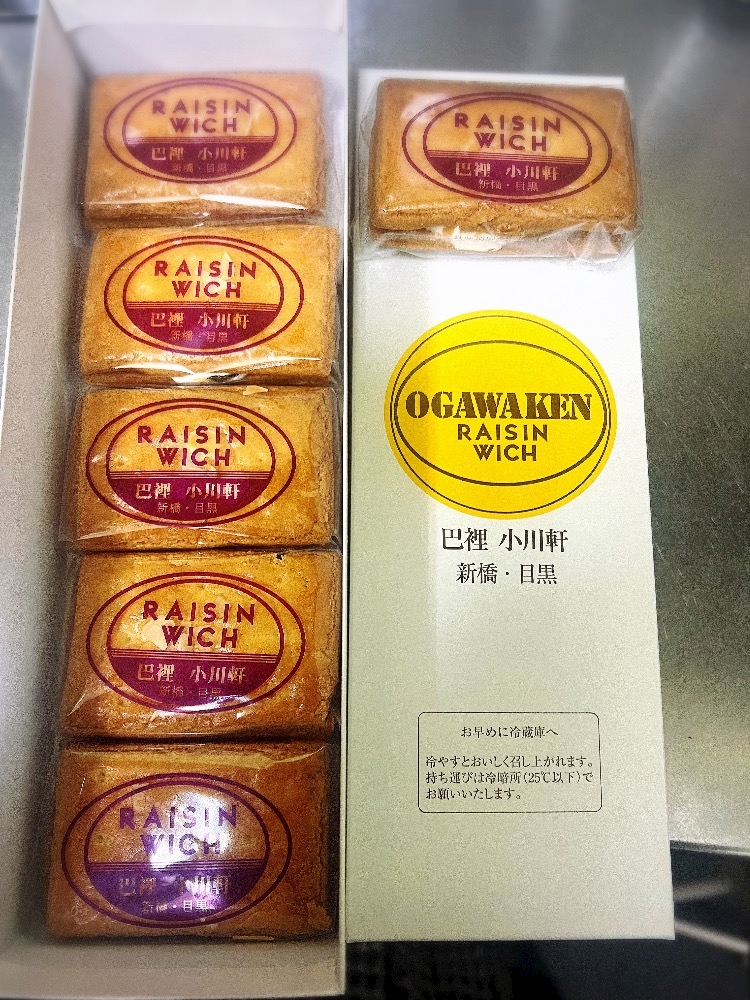 RAISIN
WICH
巴裡 小川軒
新橋・目黒
RAISIN
WICH
巴裡 小川軒
新橋・目黒
RAISIN
WICH
巴裡 小川軒
新橋・目黒
RAISIN
WICH
巴裡 小川軒
新橋・目黒
RAISIN
WICH
巴裡 小川軒
新橋・目黒
RAISIN
WICH
巴裡 小川軒
新橋・目黒
OGAWAKEN
RAISIN
WICH
巴裡 小川軒
新橋・目黒
お早めに冷蔵庫へ
冷やすとおいしく召し上がれます。
持ち運びは冷暗所(25℃以下)で
お願いいたします。